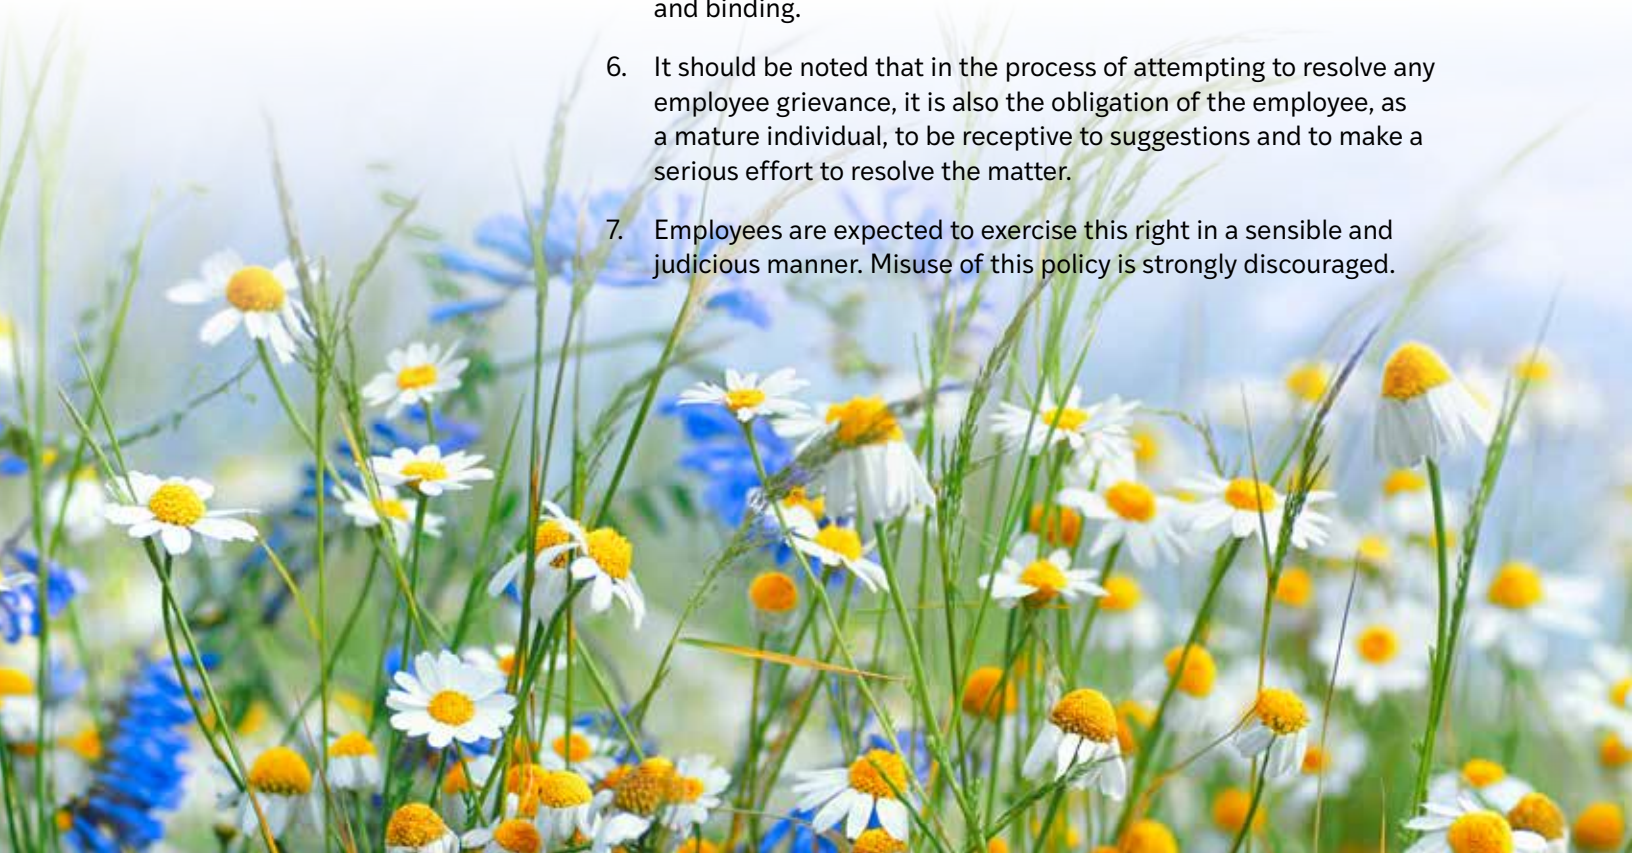 and binding.
6. It should be noted that in the process of attempting to resolve any
employee grievance, it is also the obligation of the employee, as
a mature individual, to be receptive to suggestions and to make a
serious effort to resolve the matter.
7. Employees are expected to exercise this right in a sensible and
judicious manner. Misuse of this policy is strongly discouraged.